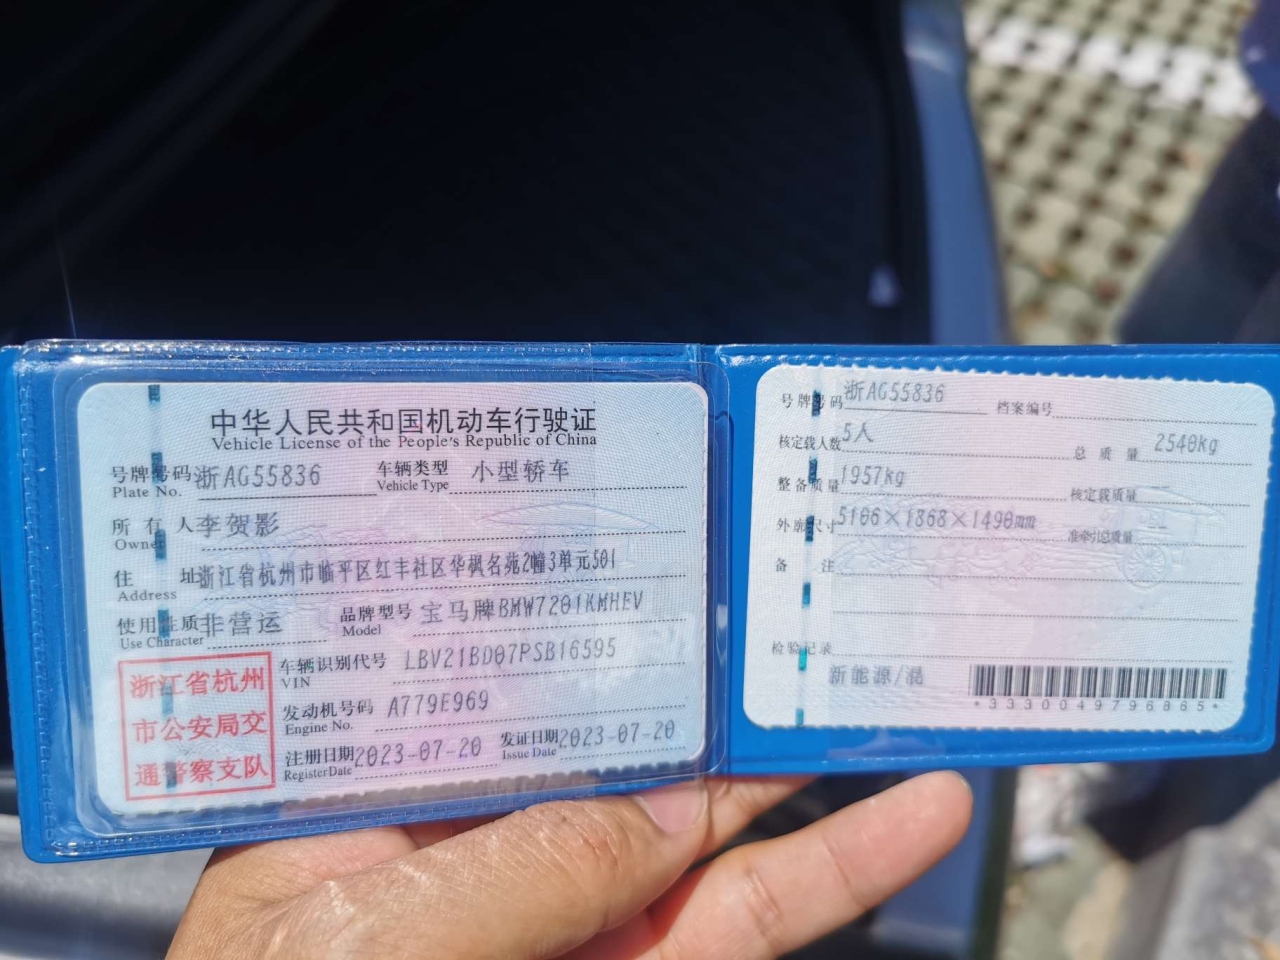 中华人民共和国机动车行驶证
Vehicle License of the People's Republic of China
号牌号码 浙AG55836 车辆类型 小型轿车
Plate No. Vehicle Type
所有人 李贺影
Owner
住址 浙江省杭州市临平区红丰社区华枫名苑2幢3单元501
Address
使用性质 非营运 品牌型号 宝马牌BMW7201KMHEV
Use Character Model
浙江省杭州
市公安局交
通警察支队
车辆识别代号 LBV21BD07PSB16595
VIN
发动机号码 A779E969
Engine No.
注册日期 2023-07-20 发证日期 2023-07-20
Register Date Issue Date
号牌号码 浙AG55836 档案编号
核定载人数 5人 总质量 2540kg
整备质量 1957kg 核定载质量 --
外廓尺寸 5106×1868×1490mm 准牵引总质量 --
备注
检验记录
新能源/混
*3330049796865*